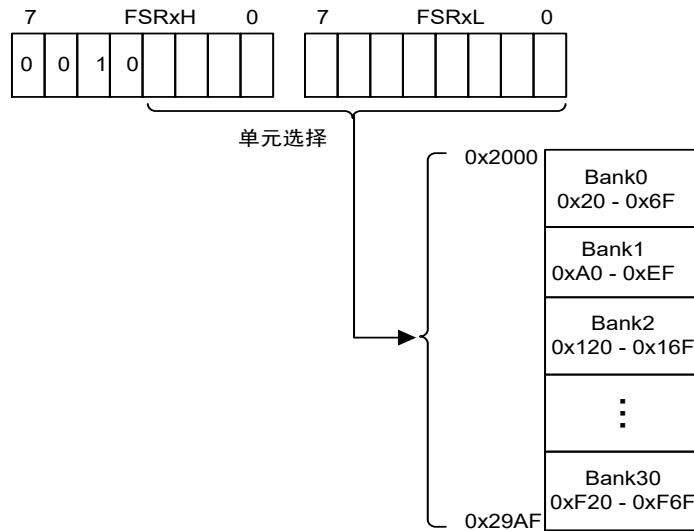 7 FSRxH 0 7 FSRxL 0
0 0 1 0
单元选择
0x2000
Bank0
0x20 - 0x6F
Bank1
0xA0 - 0xEF
Bank2
0x120 - 0x16F
⋮
Bank30
0xF20 - 0xF6F
0x29AF